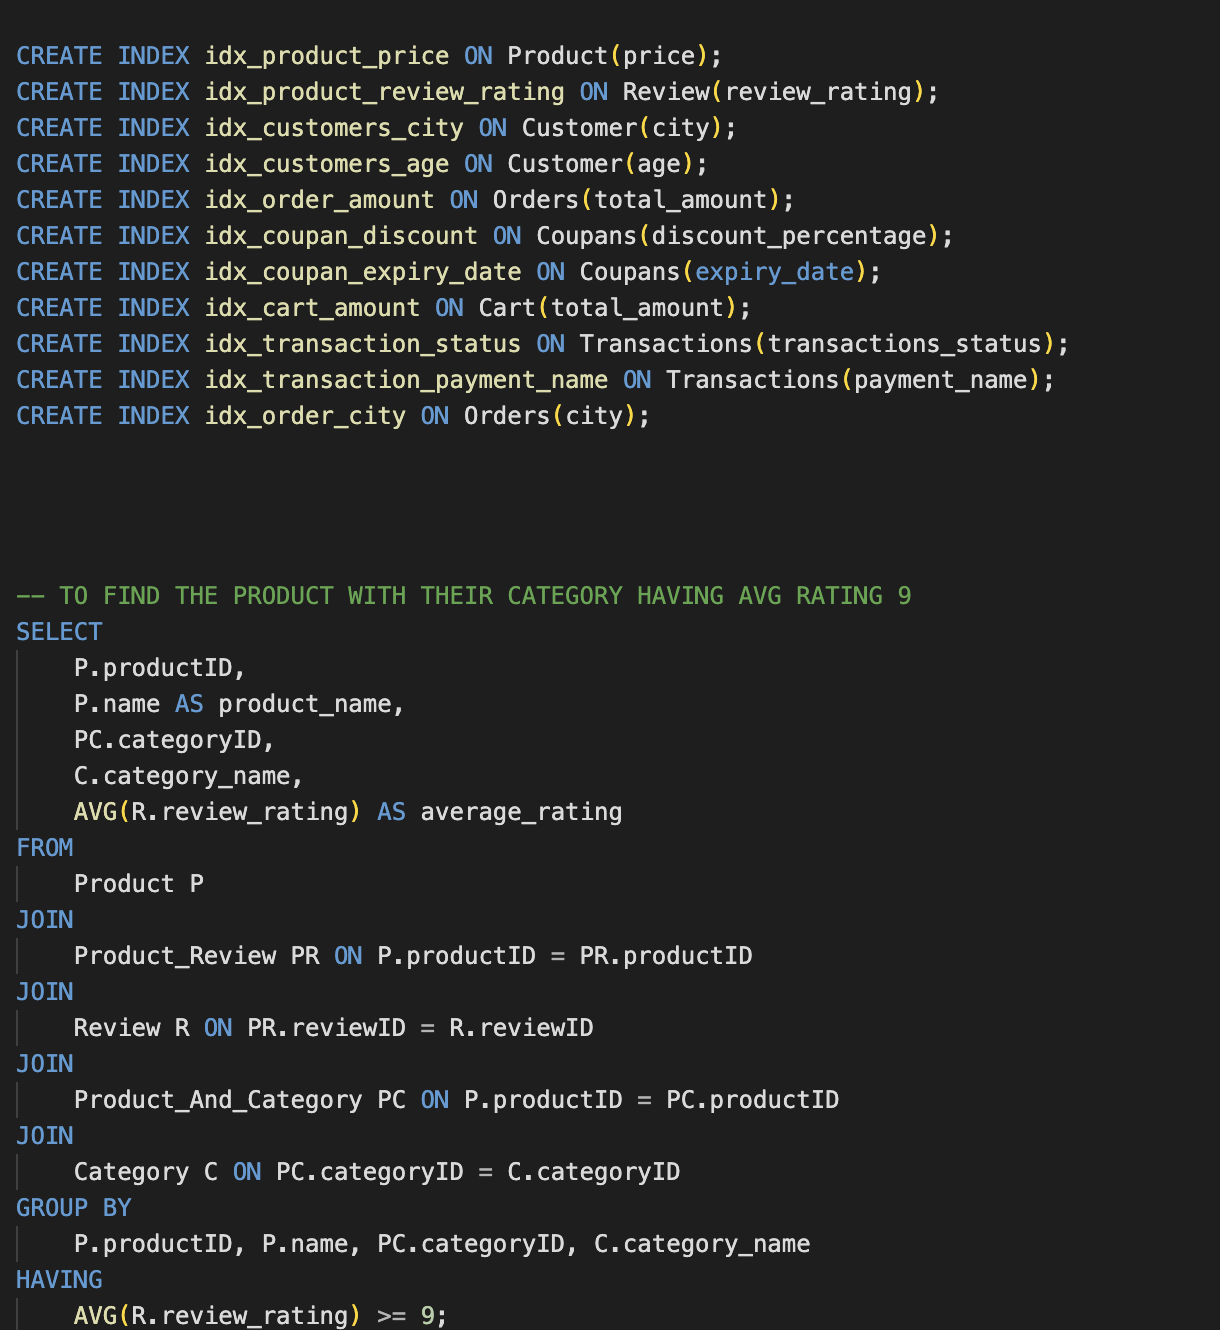 CREATE INDEX idx_product_price ON Product(price);
CREATE INDEX idx_product_review_rating ON Review(review_rating);
CREATE INDEX idx_customers_city ON Customer(city);
CREATE INDEX idx_customers_age ON Customer(age);
CREATE INDEX idx_order_amount ON Orders(total_amount);
CREATE INDEX idx_coupan_discount ON Coupans(discount_percentage);
CREATE INDEX idx_coupan_expiry_date ON Coupans(expiry_date);
CREATE INDEX idx_cart_amount ON Cart(total_amount);
CREATE INDEX idx_transaction_status ON Transactions(transactions_status);
CREATE INDEX idx_transaction_payment_name ON Transactions(payment_name);
CREATE INDEX idx_order_city ON Orders(city);
-- TO FIND THE PRODUCT WITH THEIR CATEGORY HAVING AVG RATING 9
SELECT
    P.productID,
    P.name AS product_name,
    PC.categoryID,
    C.category_name,
    AVG(R.review_rating) AS average_rating
FROM
    Product P
JOIN
    Product_Review PR ON P.productID = PR.productID
JOIN
    Review R ON PR.reviewID = R.reviewID
JOIN
    Product_And_Category PC ON P.productID = PC.productID
JOIN
    Category C ON PC.categoryID = C.categoryID
GROUP BY
    P.productID, P.name, PC.categoryID, C.category_name
HAVING
    AVG(R.review_rating) >= 9;